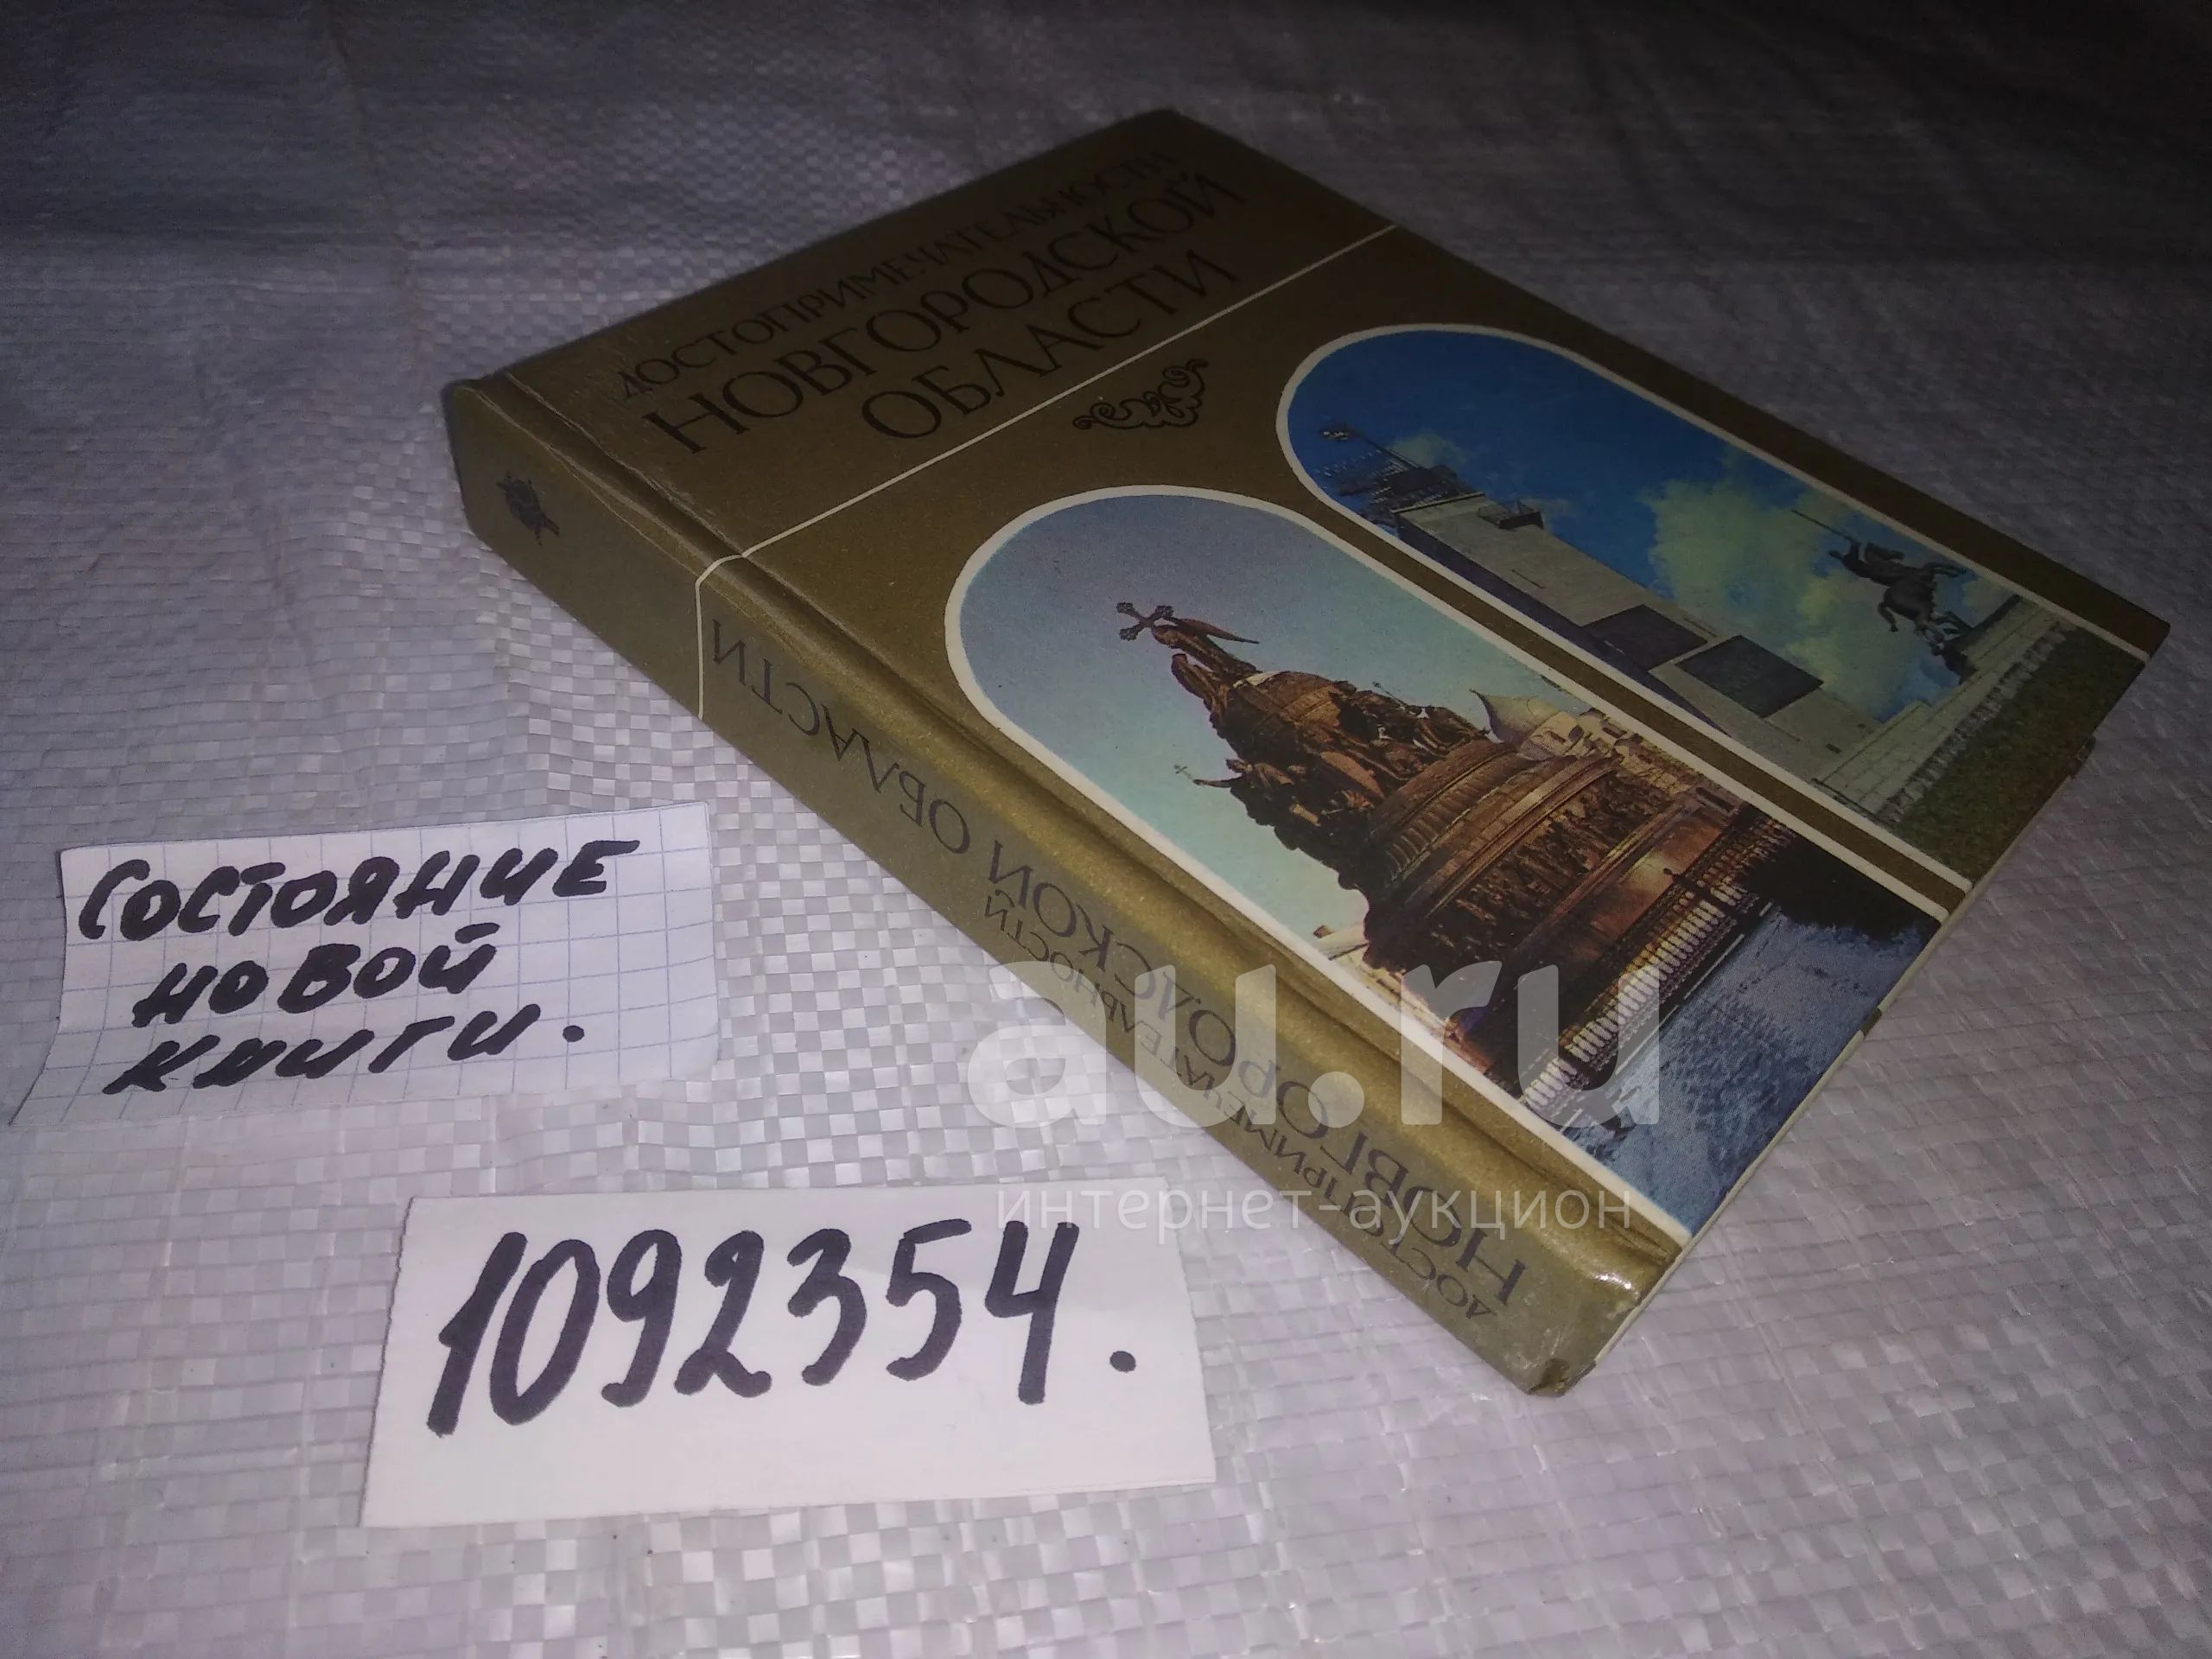 ДОСТОПРИМЕЧАТЕЛЬНОСТИ
НОВГОРОДСКОЙ
ОБЛАСТИ
ДОСТОПРИМЕЧАТЕЛЬНОСТИ
НОВГОРОДСКОЙ ОБЛАСТИ
СОСТОЯНИЕ
НОВОЙ
КНИГИ.
1092354.
au.ru
интернет-аукцион